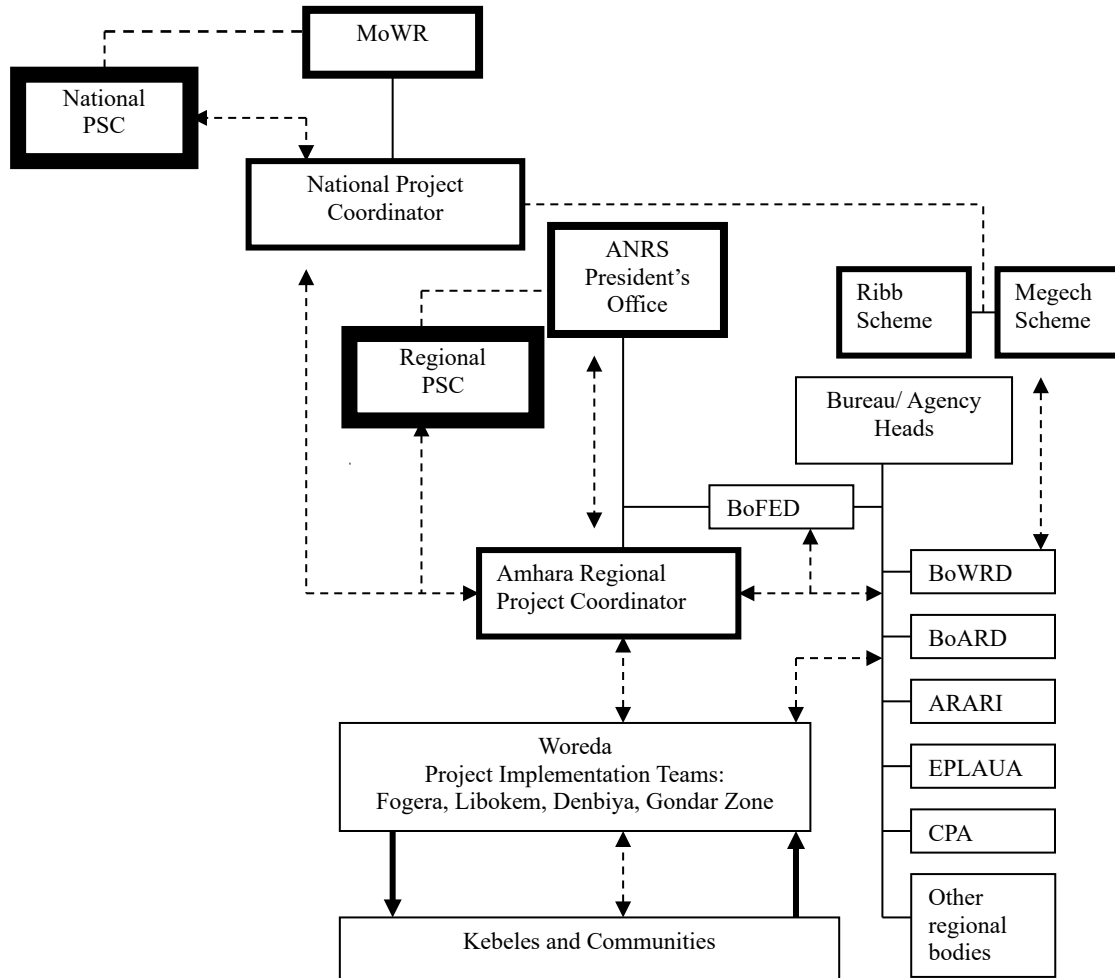 MoWR
National
PSC
National Project
Coordinator
ANRS
President’s
Office
Ribb
Scheme
Megech
Scheme
Regional
PSC
Bureau/ Agency
Heads
BoFED
Amhara Regional
Project Coordinator
BoWRD
BoARD
ARARI
EPLAUA
CPA
Other
regional
bodies
Woreda
Project Implementation Teams:
Fogera, Libokem, Denbiya, Gondar Zone
Kebeles and Communities